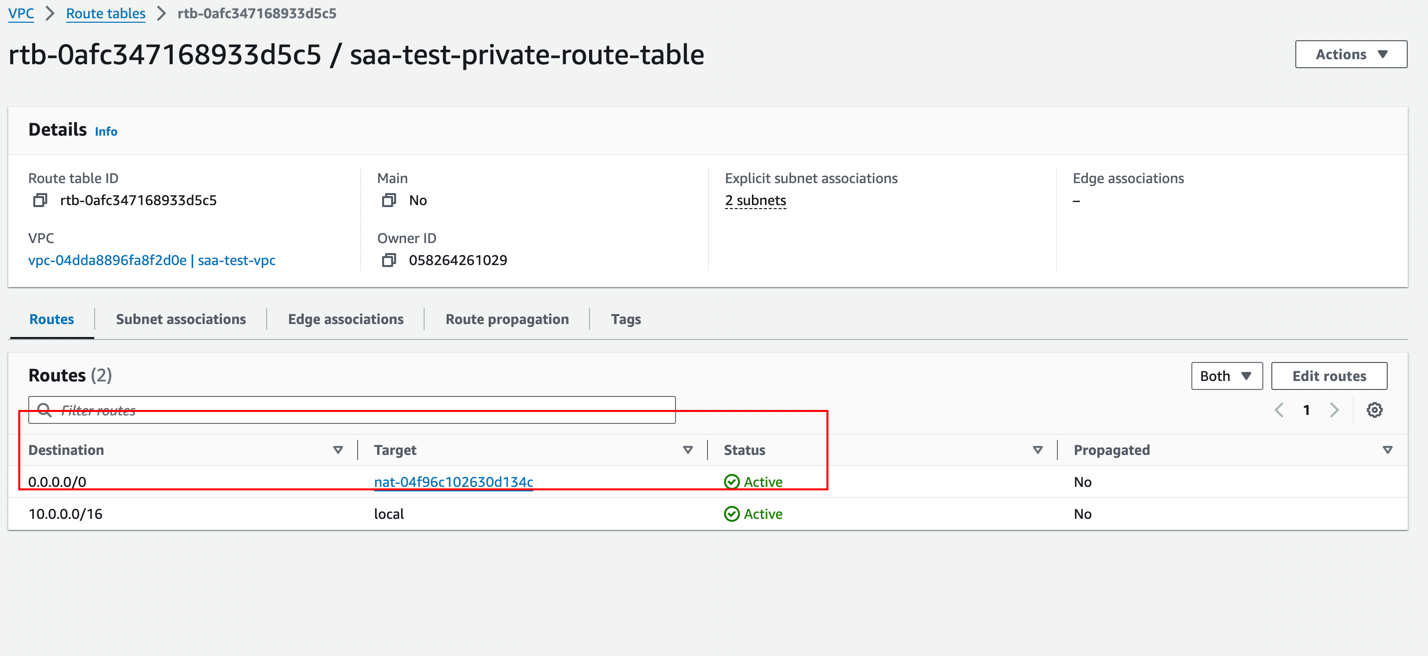 VPC > Route tables > rtb-0afc347168933d5c5
rtb-0afc347168933d5c5 / saa-test-private-route-table
Actions
Details Info
Route table ID
rtb-0afc347168933d5c5
Main
No
Explicit subnet associations
2 subnets
Edge associations
–
VPC
vpc-04dda8896fa8f2d0e | saa-test-vpc
Owner ID
058264261029
Routes Subnet associations Edge associations Route propagation Tags
Routes (2)
Both Edit routes
Filter routes
1
Destination Target Status Propagated
0.0.0.0/0 nat-04f96c102630d134c Active No
10.0.0.0/16 local Active No